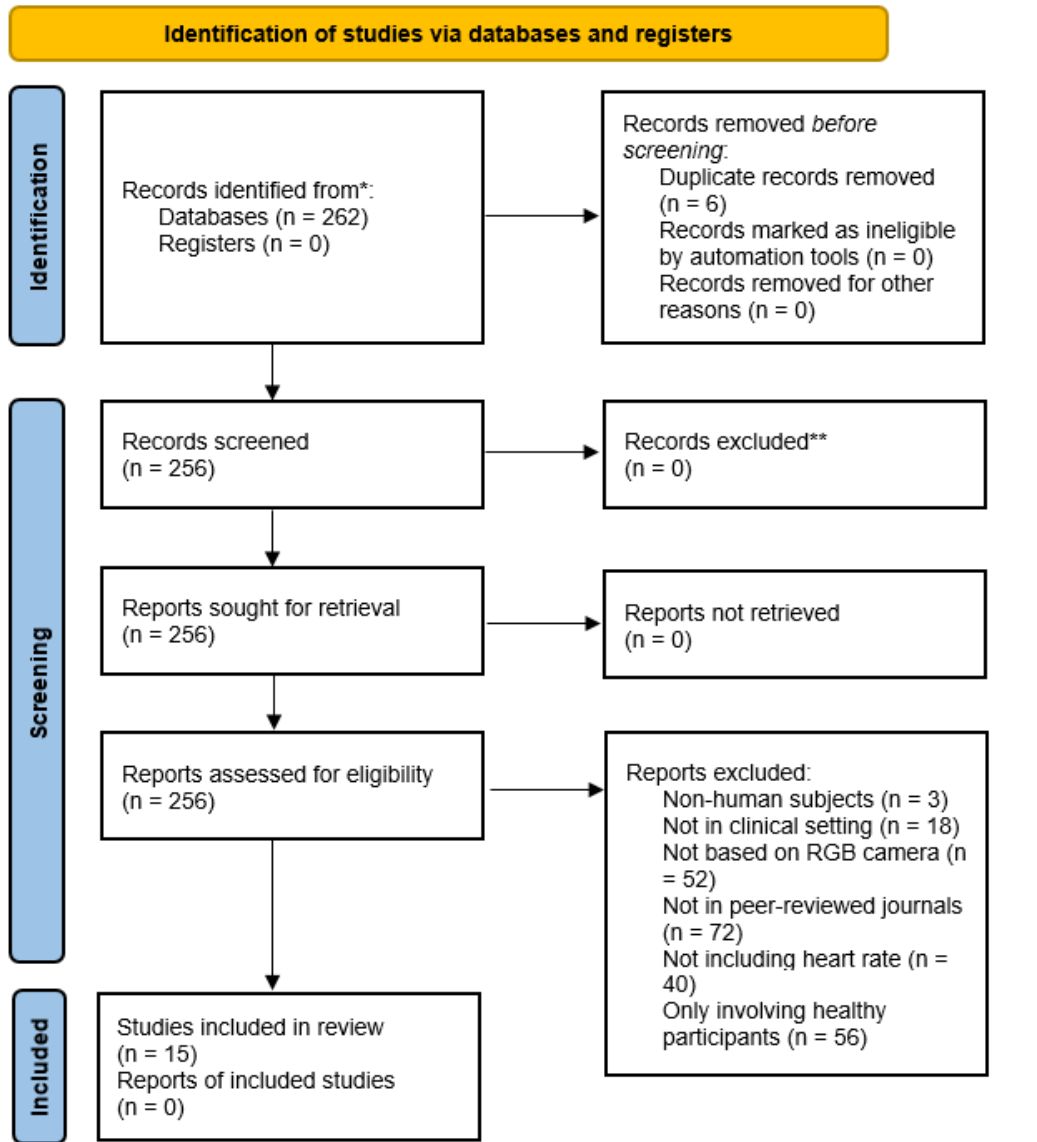 Identification of studies via databases and registers
Identification
Records identified from*:
Databases (n = 262)
Registers (n = 0)
Records removed before
screening:
Duplicate records removed
(n = 6)
Records marked as ineligible
by automation tools (n = 0)
Records removed for other
reasons (n = 0)
Screening
Records screened
(n = 256)
Records excluded**
(n = 0)
Reports sought for retrieval
(n = 256)
Reports not retrieved
(n = 0)
Reports assessed for eligibility
(n = 256)
Reports excluded:
Non-human subjects (n = 3)
Not in clinical setting (n = 18)
Not based on RGB camera (n
= 52)
Not in peer-reviewed journals
(n = 72)
Not including heart rate (n =
40)
Only involving healthy
participants (n = 56)
Included
Studies included in review
(n = 15)
Reports of included studies
(n = 0)